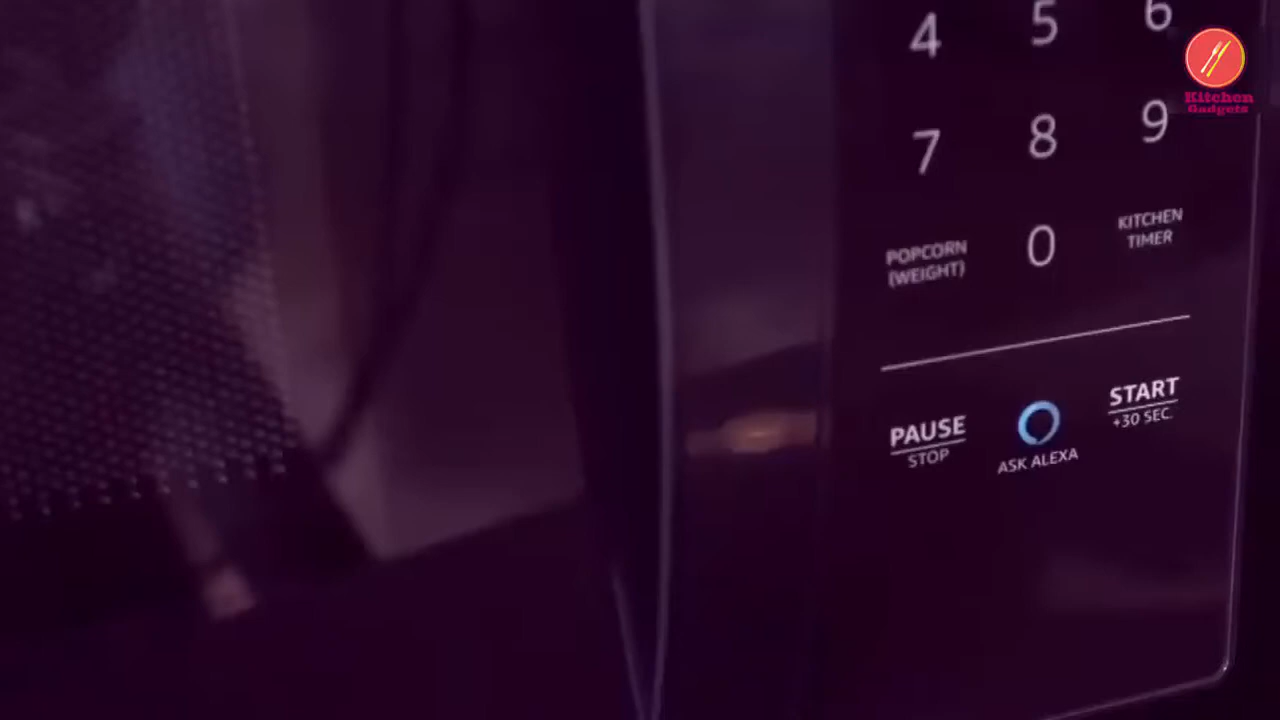 4 5 6
7 8 9
POPCORN
(WEIGHT)
0
KITCHEN
TIMER
PAUSE
STOP
ASK ALEXA
START
+30 SEC.
Kitchen
Gadgets